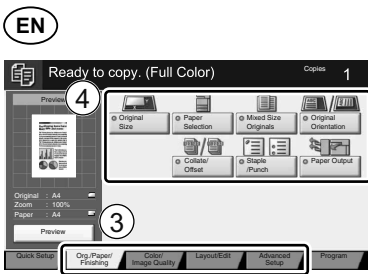 EN
Ready to copy. (Full Color)
Copies
1
Preview
4
Original
Size
Paper
Selection
Mixed Size
Originals
Original
Orientation
Collate/
Offset
Staple
/Punch
Paper Output
Original : A4
Zoom : 100%
Paper : A4
Preview
3
Quick Setup
Org./Paper/
Finishing
Color/
Image Quality
Layout/Edit
Advanced
Setup
Program